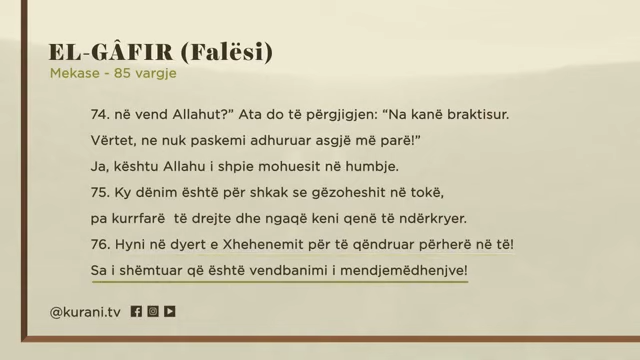 EL-GÂFIR (Falësi)
Mekase - 85 vargje
74. në vend Allahut?” Ata do të përgjigjen: “Na kanë braktisur.
Vërtet, ne nuk paskemi adhuruar asgjë më parë!”
Ja, kështu Allahu i shpie mohuesit në humbje.
75. Ky dënim është për shkak se gëzoheshit në tokë,
pa kurrfarë të drejte dhe ngaqë keni qenë të ndërkryer.
76. Hyni në dyert e Xhehenemit për të qëndruar përherë në të!
Sa i shëmtuar që është vendbanimi i mendjemëdhenjve!
@kurani.tv